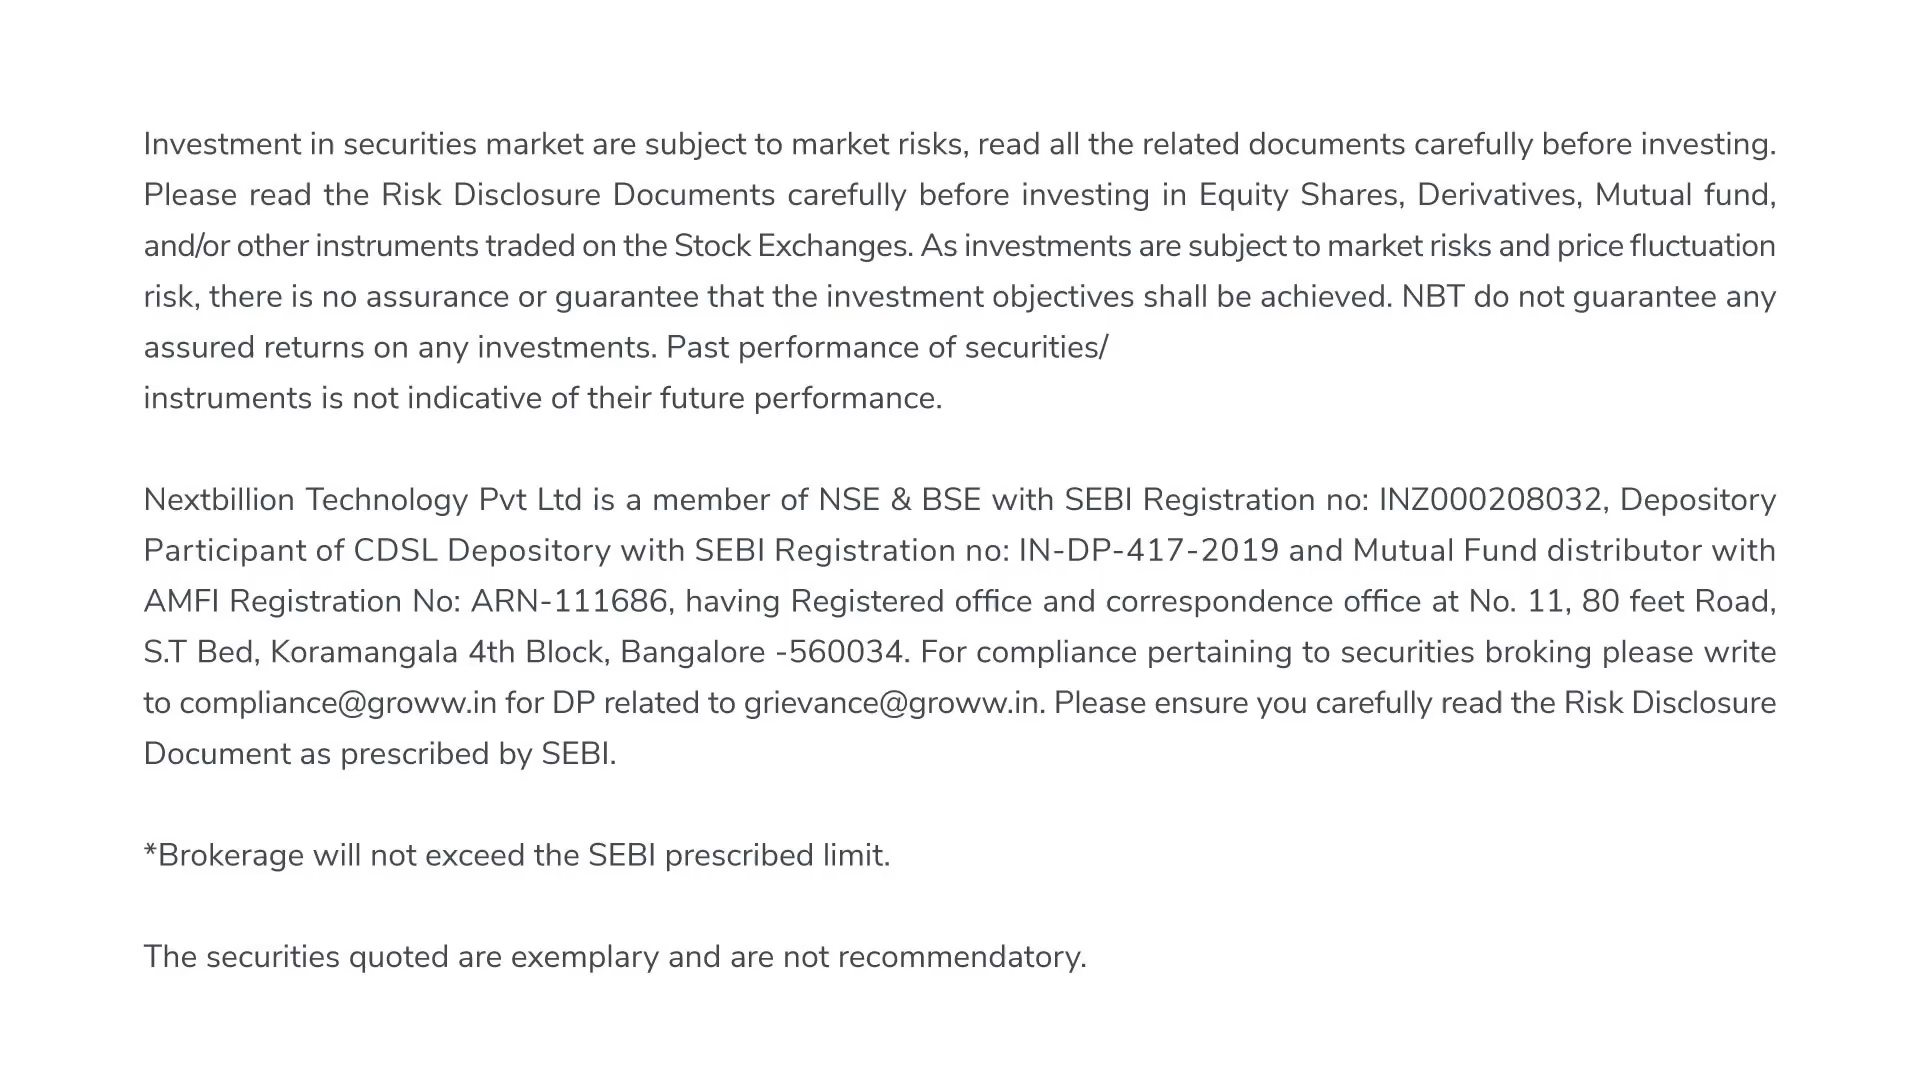 Investment in securities market are subject to market risks, read all the related documents carefully before investing.
Please read the Risk Disclosure Documents carefully before investing in Equity Shares, Derivatives, Mutual fund,
and/or other instruments traded on the Stock Exchanges. As investments are subject to market risks and price fluctuation
risk, there is no assurance or guarantee that the investment objectives shall be achieved. NBT do not guarantee any
assured returns on any investments. Past performance of securities/
instruments is not indicative of their future performance.
Nextbillion Technology Pvt Ltd is a member of NSE & BSE with SEBI Registration no: INZ000208032, Depository
Participant of CDSL Depository with SEBI Registration no: IN-DP-417-2019 and Mutual Fund distributor with
AMFI Registration No: ARN-111686, having Registered office and correspondence office at No. 11, 80 feet Road,
S.T Bed, Koramangala 4th Block, Bangalore -560034. For compliance pertaining to securities broking please write
to compliance@groww.in for DP related to grievance@groww.in. Please ensure you carefully read the Risk Disclosure
Document as prescribed by SEBI.
*Brokerage will not exceed the SEBI prescribed limit.
The securities quoted are exemplary and are not recommendatory.